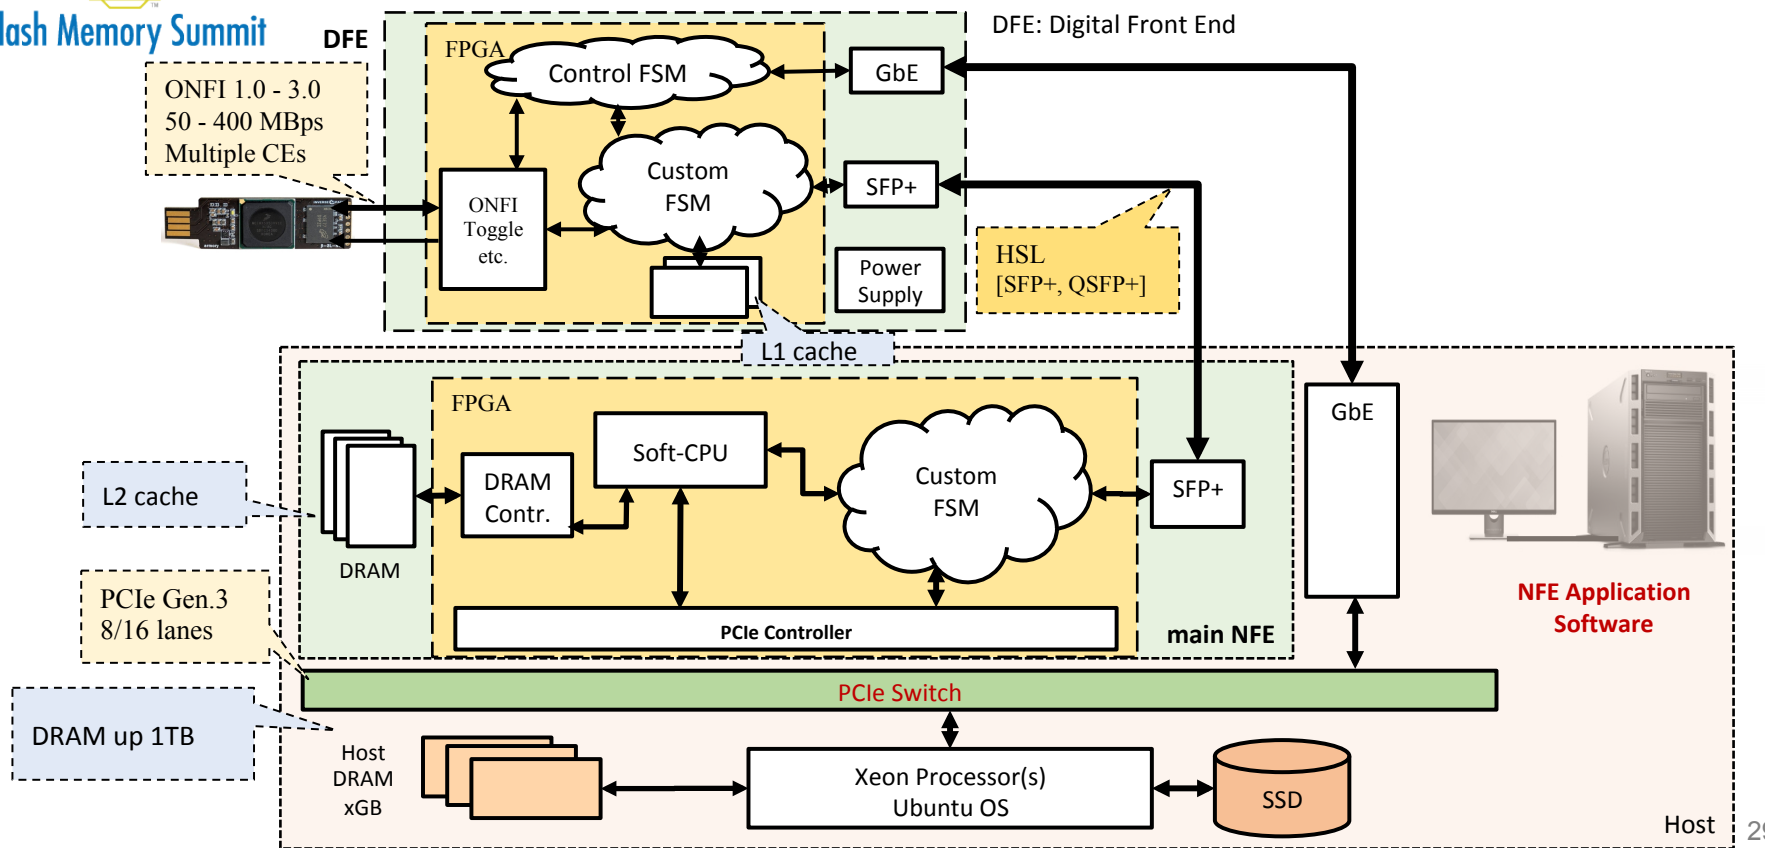 Flash Memory Summit
DFE
DFE: Digital Front End
FPGA
Control FSM
GbE
ONFI 1.0 - 3.0
50 - 400 MBps
Multiple CEs
Custom
FSM
SFP+
ONFI
Toggle
etc.
Power
Supply
HSL
[SFP+, QSFP+]
L1 cache
FPGA
Soft-CPU
DRAM
Contr.
Custom
FSM
SFP+
GbE
L2 cache
DRAM
PCIe Gen.3
8/16 lanes
PCIe Controller
main NFE
NFE Application
Software
PCIe Switch
DRAM up 1TB
Host
DRAM
xGB
Xeon Processor(s)
Ubuntu OS
SSD
Host
29